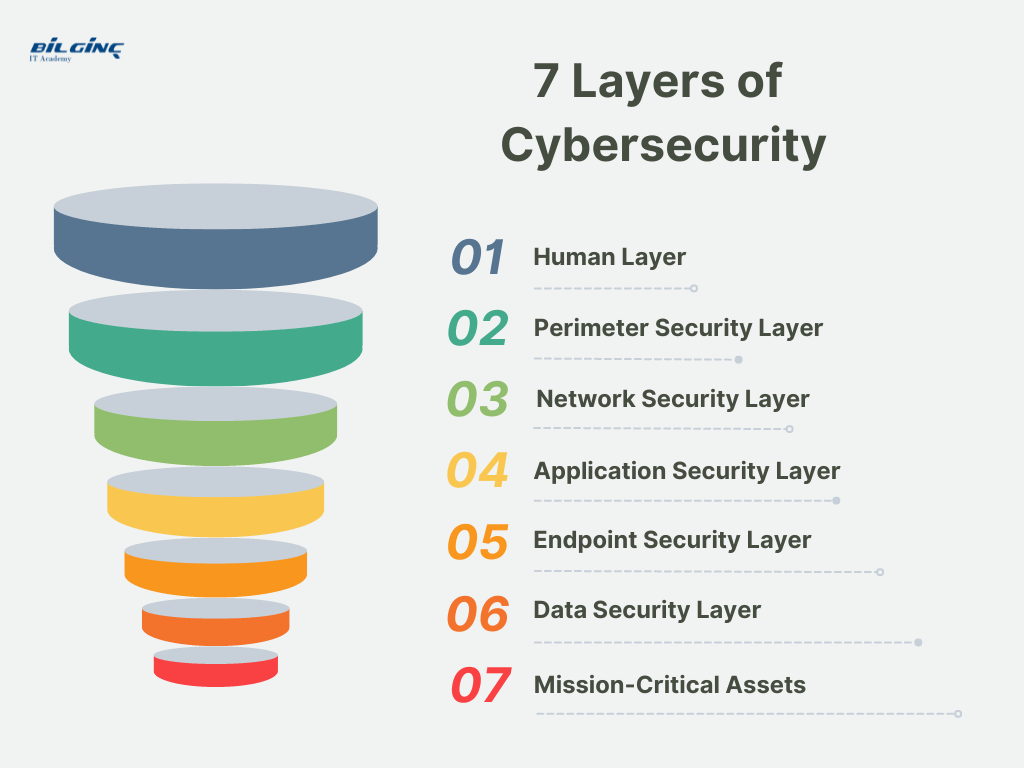 BİLGİNÇ
IT Academy
7 Layers of
Cybersecurity
01 Human Layer
02 Perimeter Security Layer
03 Network Security Layer
04 Application Security Layer
05 Endpoint Security Layer
06 Data Security Layer
07 Mission-Critical Assets